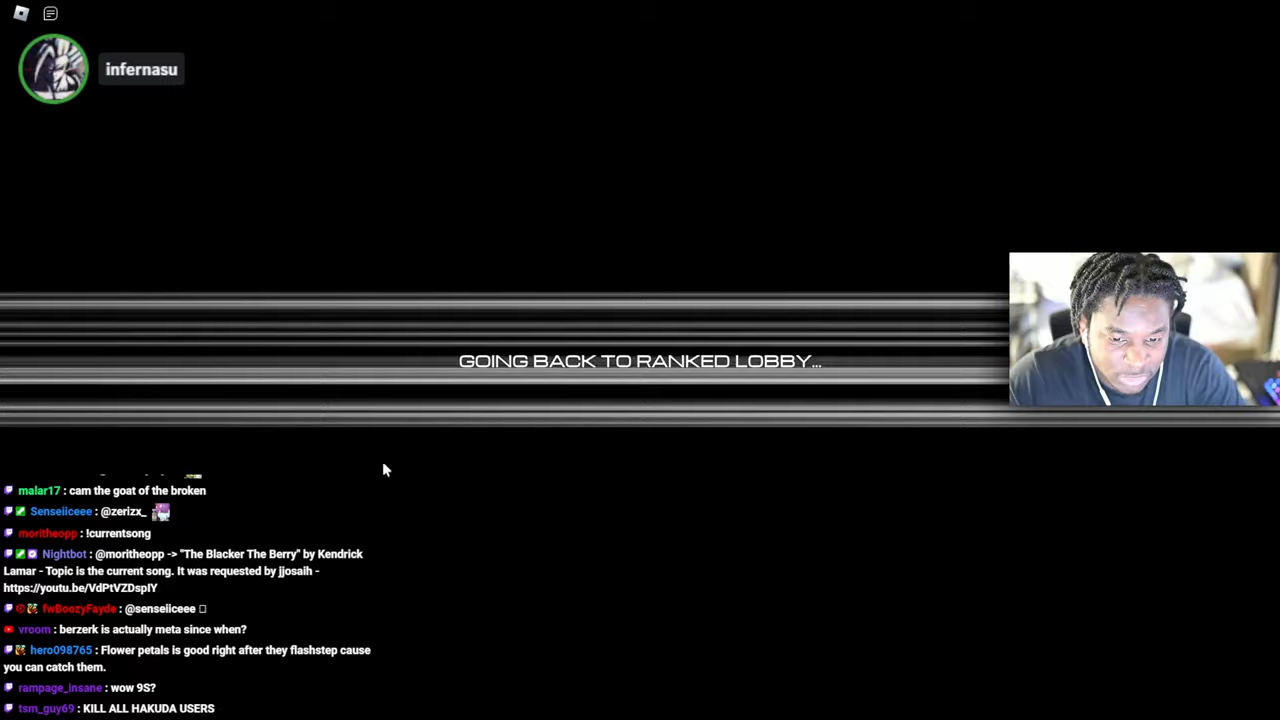 infernasu
GOING BACK TO RANKED LOBBY...
malar17 : cam the goat of the broken
Senseiiceee : @zerizx_
moritheopp : !currentsong
Nightbot : @moritheopp -> "The Blacker The Berry" by Kendrick
Lamar - Topic is the current song. It was requested by jjosaih -
https://youtu.be/VdPtVZDspIY
fwBoozyFayde : @senseiiceee
vroom : berzerk is actually meta since when?
hero098765 : Flower petals is good right after they flashstep cause
you can catch them.
rampage_insane : wow 9S?
tsm_guy69 : KILL ALL HAKUDA USERS